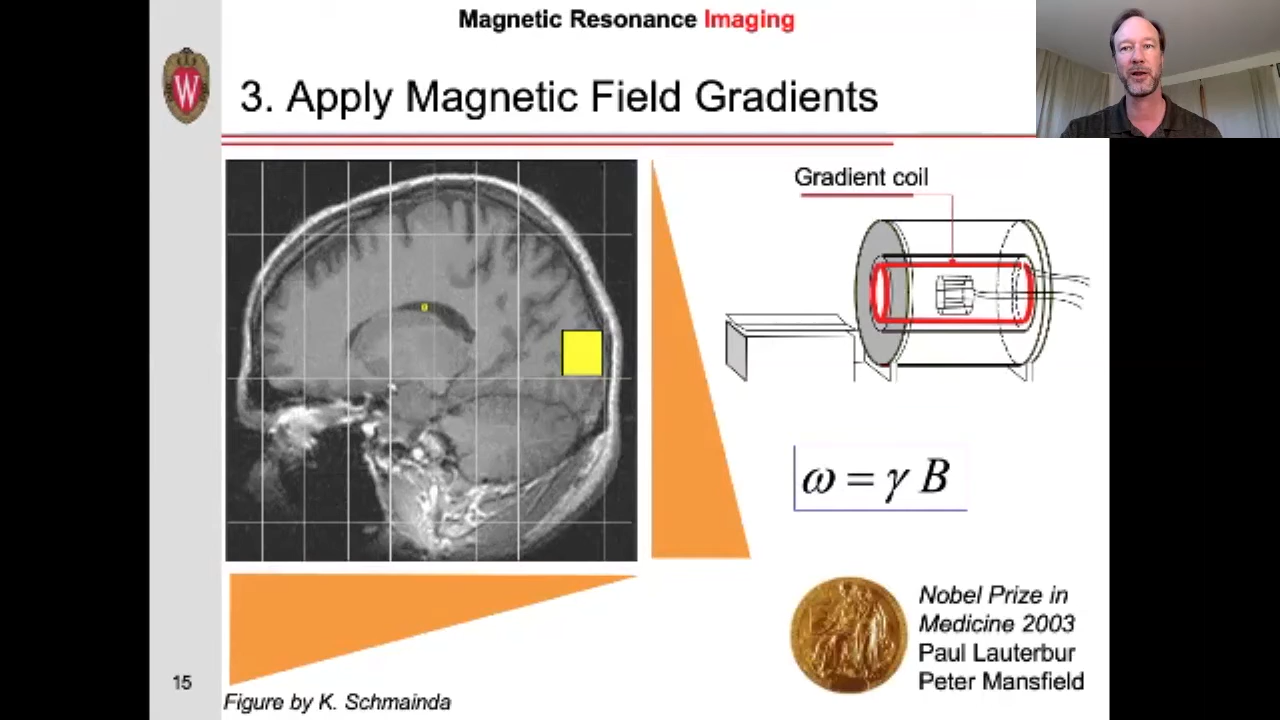 Magnetic Resonance Imaging
W
3. Apply Magnetic Field Gradients
Gradient coil
ω = γ B
Nobel Prize in
Medicine 2003
Paul Lauterbur
Peter Mansfield
15
Figure by K. Schmainda